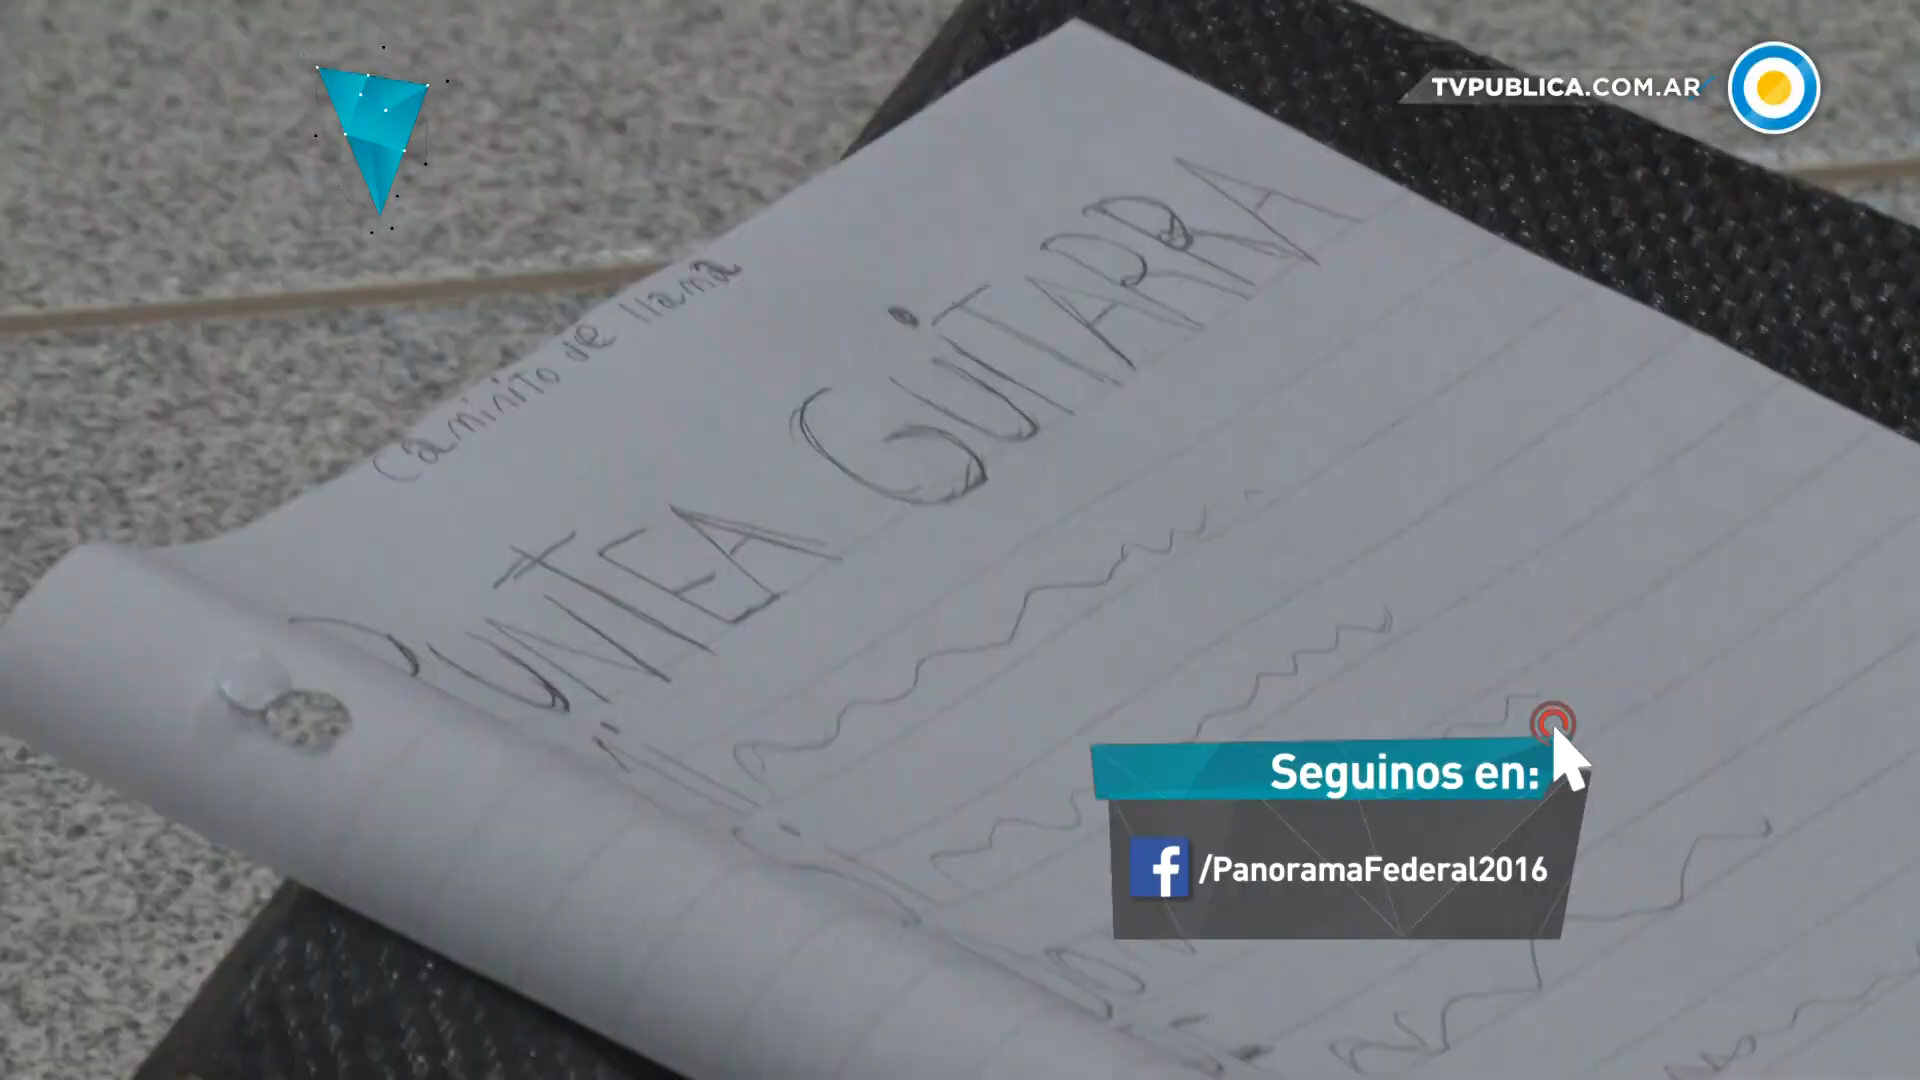 TVPUBLICA.COM.AR
Caminito de llama
PUNTEA GUITARRA
Seguinos en:
/PanoramaFederal2016